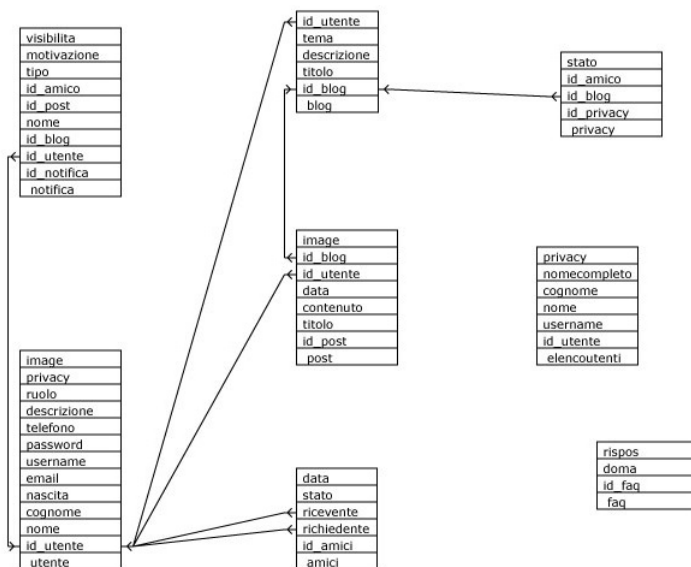 visibilita
motivazione
tipo
id_amico
id_post
nome
id_blog
id_utente
id_notifica
notifica
id_utente
tema
descrizione
titolo
id_blog
blog
stato
id_amico
id_blog
id_privacy
privacy
image
id_blog
id_utente
data
contenuto
titolo
id_post
post
privacy
nomecompleto
cognome
nome
username
id_utente
elencoutenti
image
privacy
ruolo
descrizione
telefono
password
username
email
nascita
cognome
nome
id_utente
utente
data
stato
ricevente
richiedente
id_amici
amici
rispos
doma
id_faq
faq